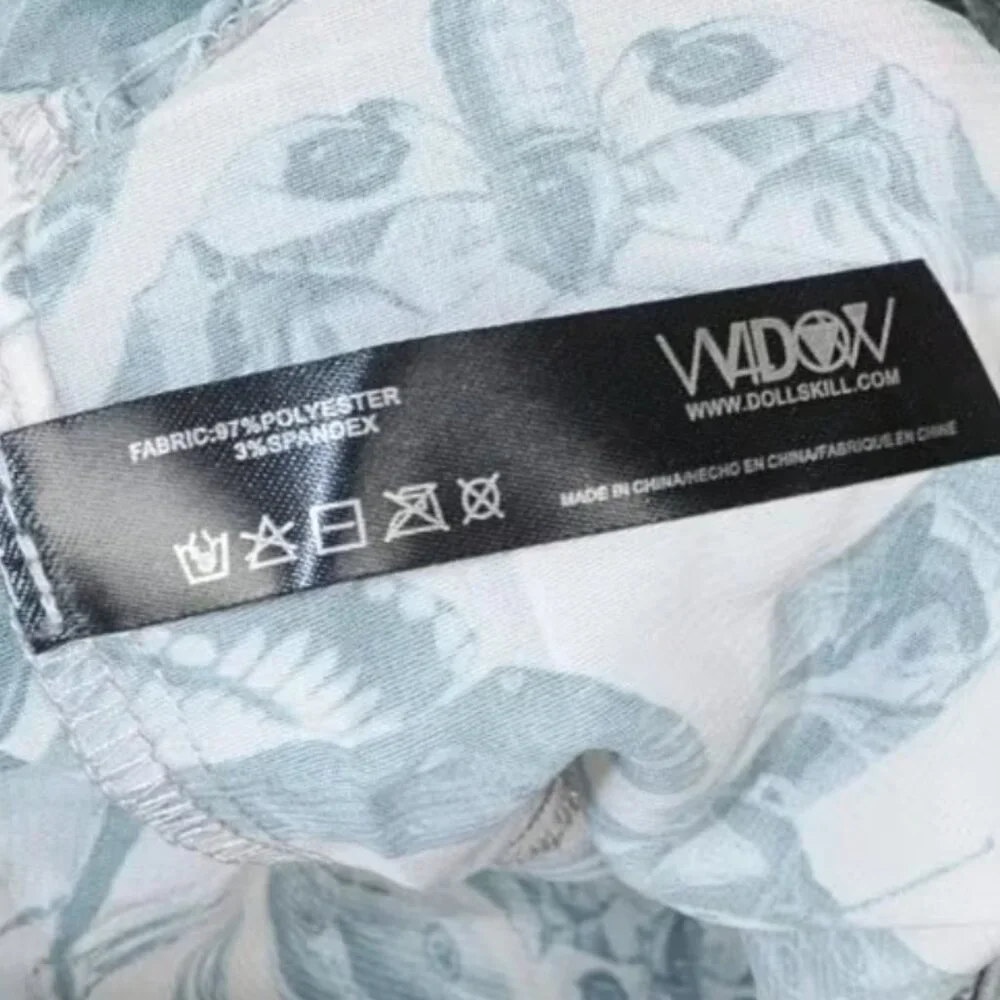 FABRIC:97%POLYESTER
3%SPANDEX
WIDOW
WWW.DOLLSKILL.COM
MADE IN CHINA/HECHO EN CHINA/FABRIQUE EN CHINE